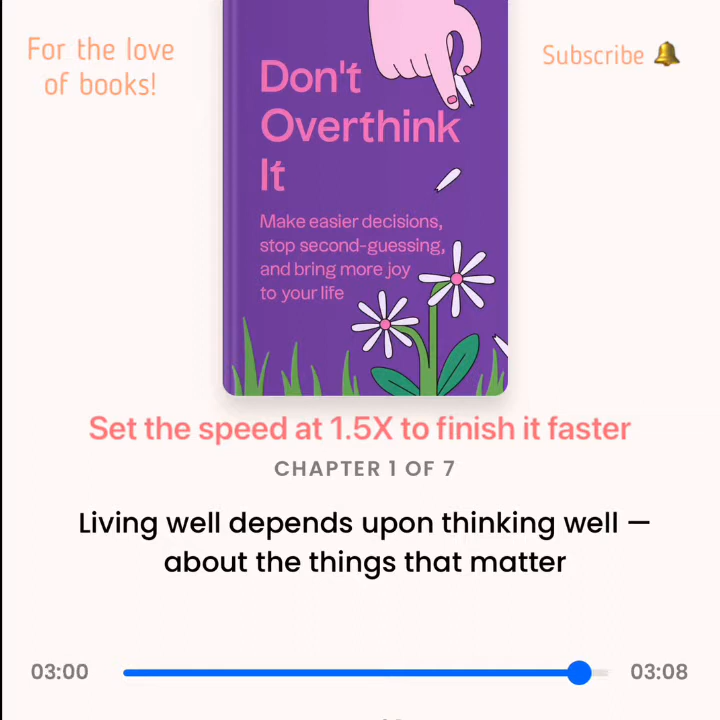 For the love
of books!
Subscribe 🔔
Don't
Overthink
It
Make easier decisions,
stop second-guessing,
and bring more joy
to your life
Set the speed at 1.5X to finish it faster
CHAPTER 1 OF 7
Living well depends upon thinking well —
about the things that matter
03:00
03:08